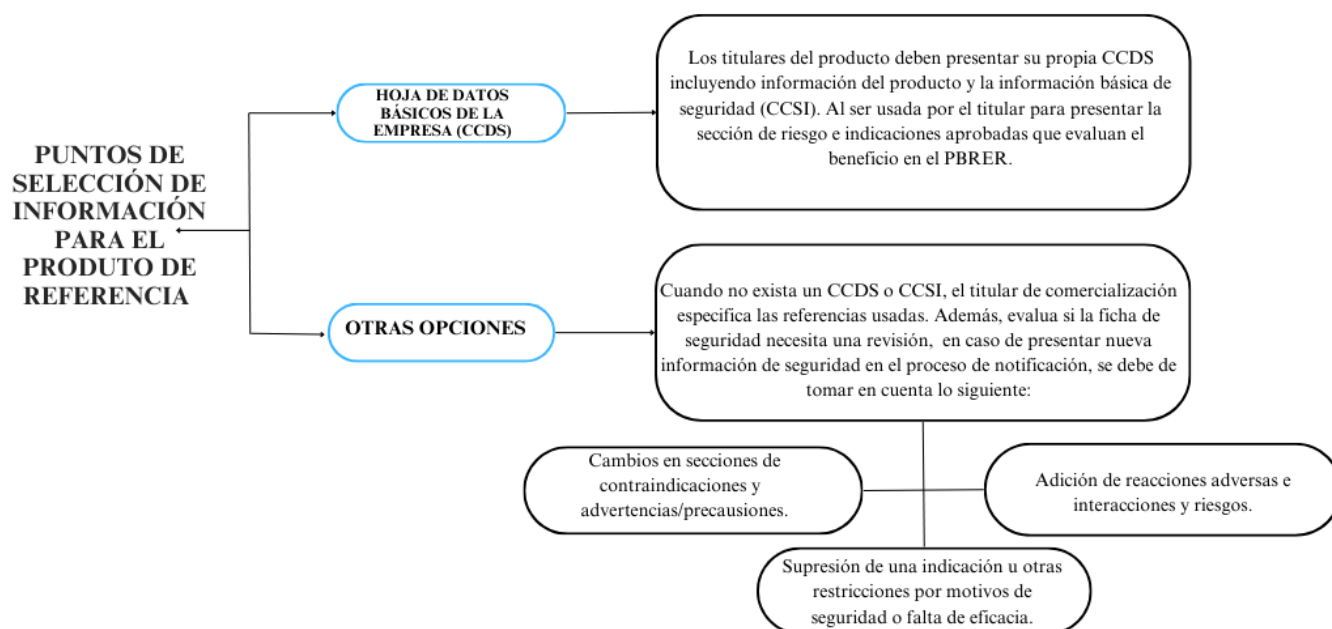 PUNTOS DE
SELECCIÓN DE
INFORMACIÓN
PARA EL
PRODUTO DE
REFERENCIA
HOJA DE DATOS
BÁSICOS DE LA
EMPRESA (CCDS)
Los titulares del producto deben presentar su propia CCDS
incluyendo información del producto y la información básica de
seguridad (CCSI). Al ser usada por el titular para presentar la
sección de riesgo e indicaciones aprobadas que evaluan el
beneficio en el PBRER.
OTRAS OPCIONES
Cuando no exista un CCDS o CCSI, el titular de comercialización
especifica las referencias usadas. Además, evalua si la ficha de
seguridad necesita una revisión, en caso de presentar nueva
información de seguridad en el proceso de notificación, se debe de
tomar en cuenta lo siguiente:
Cambios en secciones de
contraindicaciones y
advertencias/precausiones.
Adición de reacciones adversas e
interacciones y riesgos.
Supresión de una indicación u otras
restricciones por motivos de
seguridad o falta de eficacia.